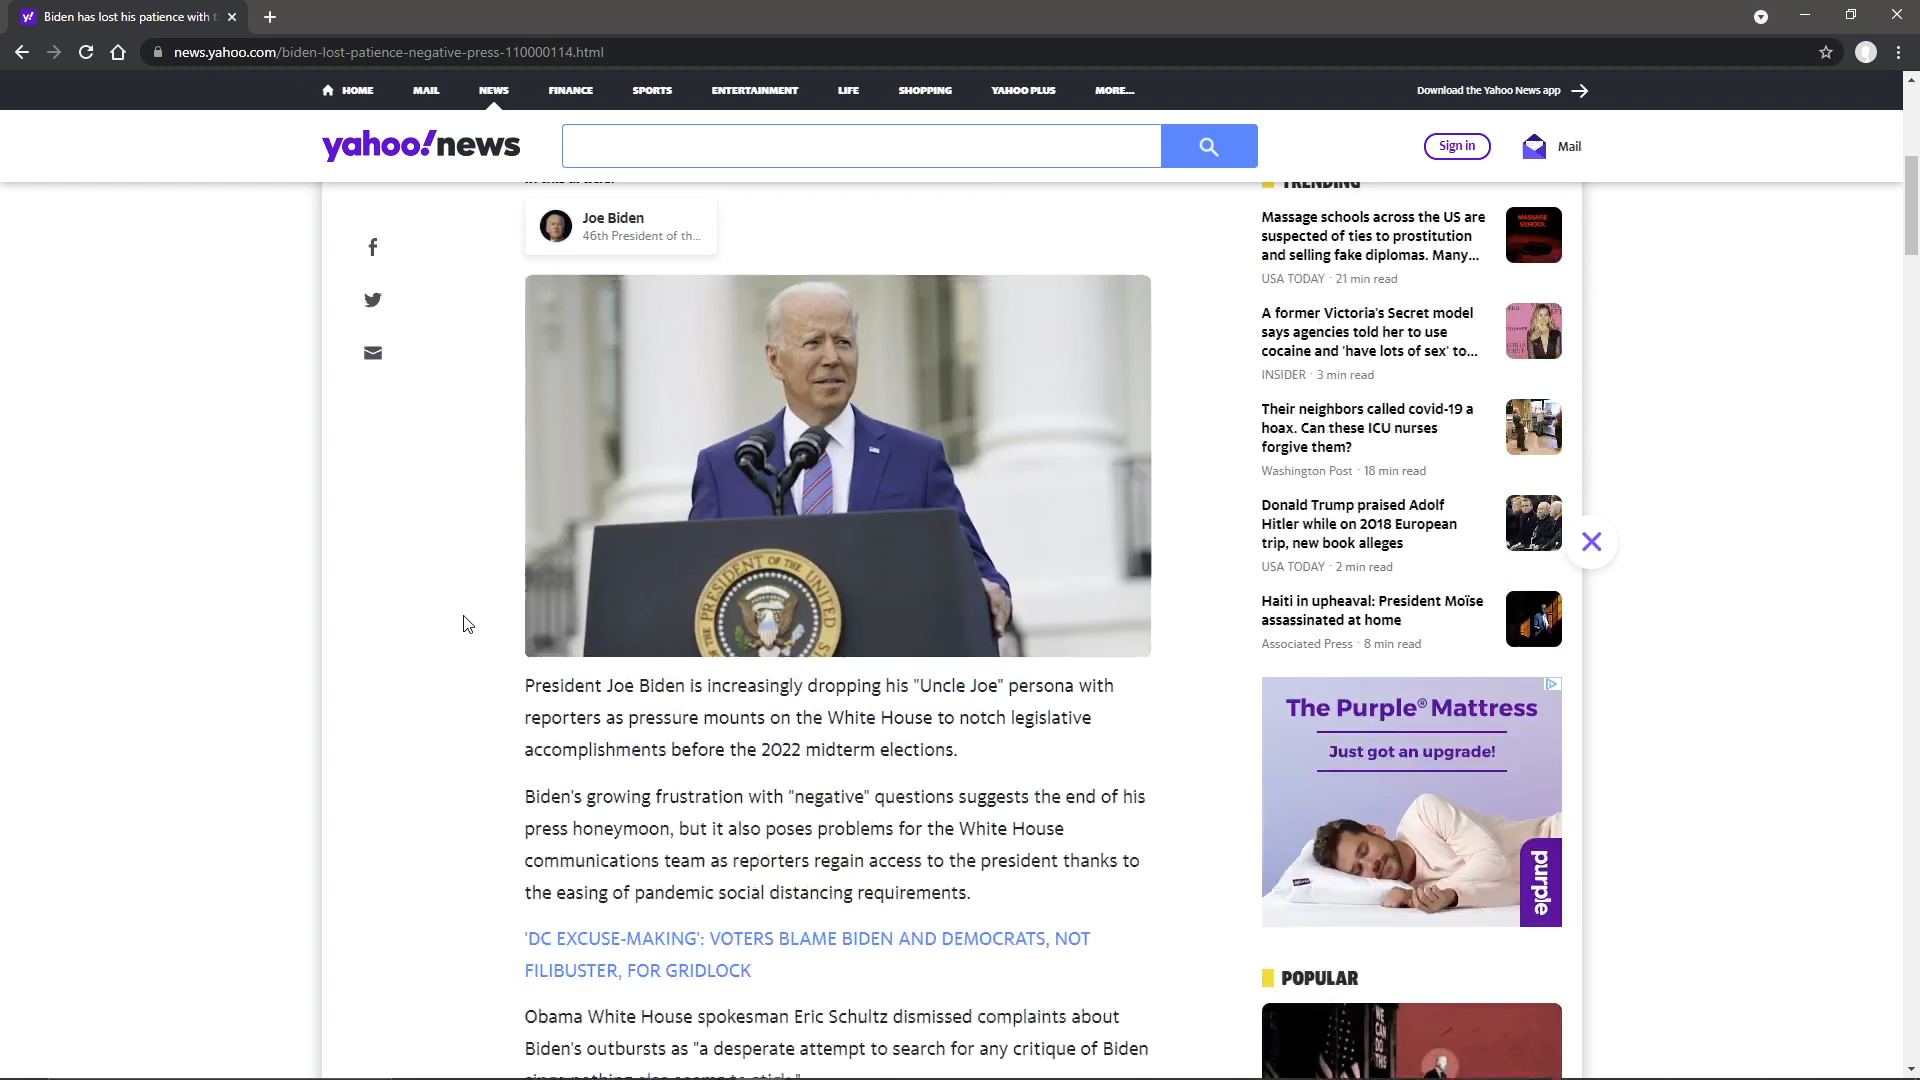 Biden has lost his patience with t
news.yahoo.com/biden-lost-patience-negative-press-110000114.html
HOME MAIL NEWS FINANCE SPORTS ENTERTAINMENT LIFE SHOPPING YAHOO PLUS MORE... Download the Yahoo News app
yahoo!news Sign in Mail
Joe Biden
46th President of th...
PRESIDENT OF THE UNITED
President Joe Biden is increasingly dropping his "Uncle Joe" persona with
reporters as pressure mounts on the White House to notch legislative
accomplishments before the 2022 midterm elections.
Biden's growing frustration with "negative" questions suggests the end of his
press honeymoon, but it also poses problems for the White House
communications team as reporters regain access to the president thanks to
the easing of pandemic social distancing requirements.
'DC EXCUSE-MAKING': VOTERS BLAME BIDEN AND DEMOCRATS, NOT
FILIBUSTER, FOR GRIDLOCK
Obama White House spokesman Eric Schultz dismissed complaints about
Biden's outbursts as "a desperate attempt to search for any critique of Biden
TRENDING
Massage schools across the US are
suspected of ties to prostitution
and selling fake diplomas. Many...
USA TODAY · 21 min read
MASSAGE
SCHOOL
A former Victoria's Secret model
says agencies told her to use
cocaine and 'have lots of sex' to...
INSIDER · 3 min read
Their neighbors called covid-19 a
hoax. Can these ICU nurses
forgive them?
Washington Post · 18 min read
Donald Trump praised Adolf
Hitler while on 2018 European
trip, new book alleges
USA TODAY · 2 min read
Haiti in upheaval: President Moïse
assassinated at home
Associated Press · 8 min read
The Purple® Mattress
Just got an upgrade!
purple
POPULAR
WE
CAN
DO
THIS